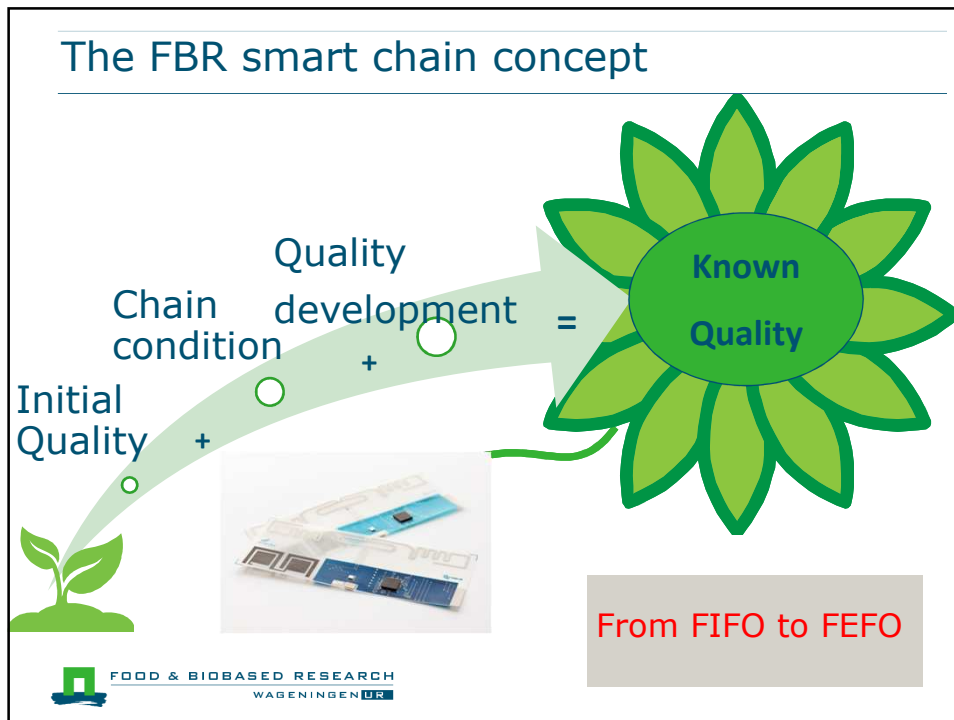 The FBR smart chain concept
Quality
development
Chain
condition
Initial
Quality
+
+
=
Known
Quality
From FIFO to FEFO
FOOD & BIOBASED RESEARCH
WAGENINGEN UR